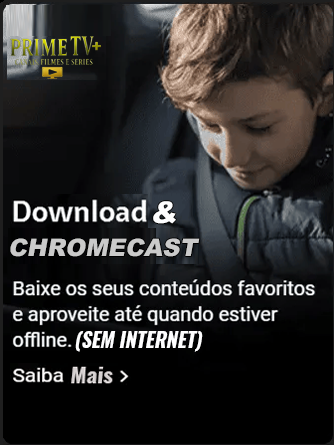 PRIME TV+
FILMES E SÉRIES
Download &
CHROMECAST
Baixe os seus conteúdos favoritos
e aproveite até quando estiver
offline. (SEM INTERNET)
Saiba Mais >